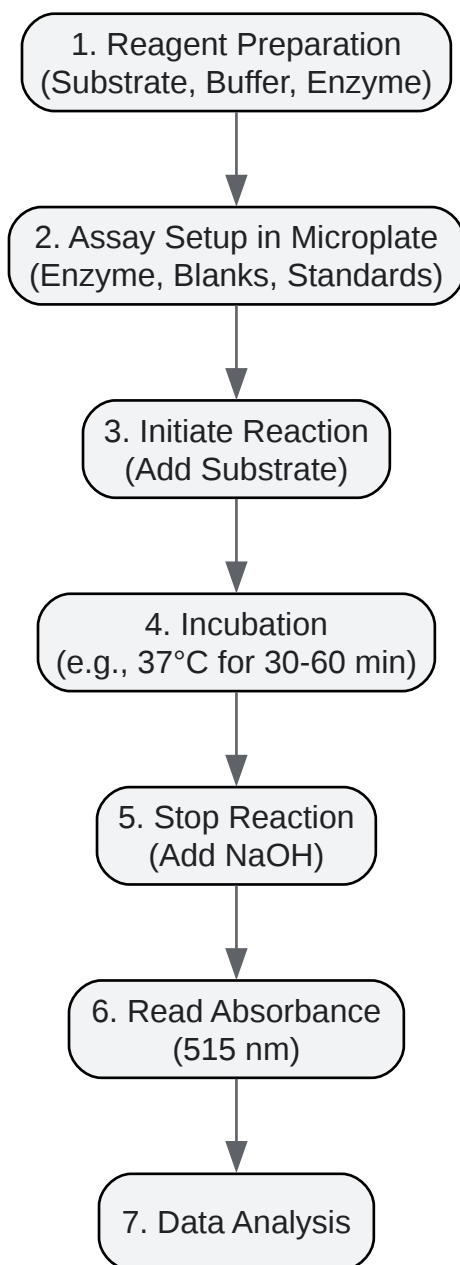 1. Reagent Preparation
(Substrate, Buffer, Enzyme)
2. Assay Setup in Microplate
(Enzyme, Blanks, Standards)
3. Initiate Reaction
(Add Substrate)
4. Incubation
(e.g., 37°C for 30-60 min)
5. Stop Reaction
(Add NaOH)
6. Read Absorbance
(515 nm)
7. Data Analysis